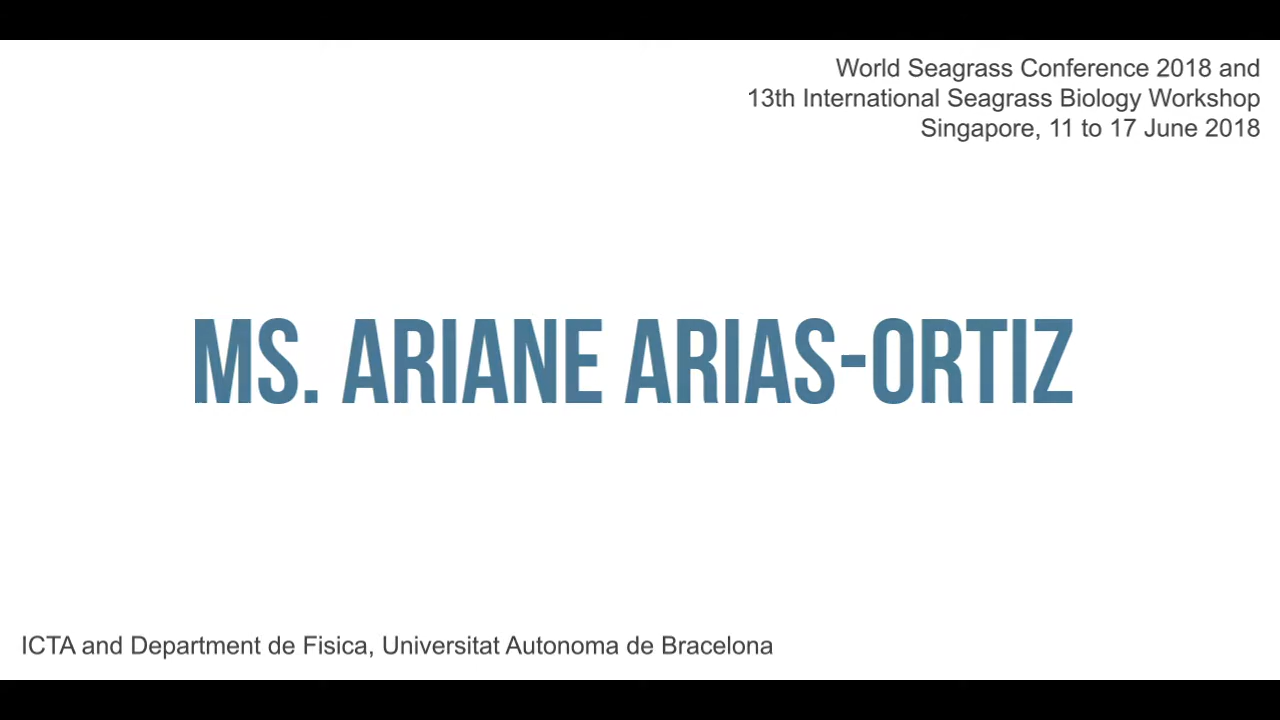 World Seagrass Conference 2018 and
13th International Seagrass Biology Workshop
Singapore, 11 to 17 June 2018
MS. ARIANE ARIAS-ORTIZ
ICTA and Department de Fisica, Universitat Autonoma de Bracelona